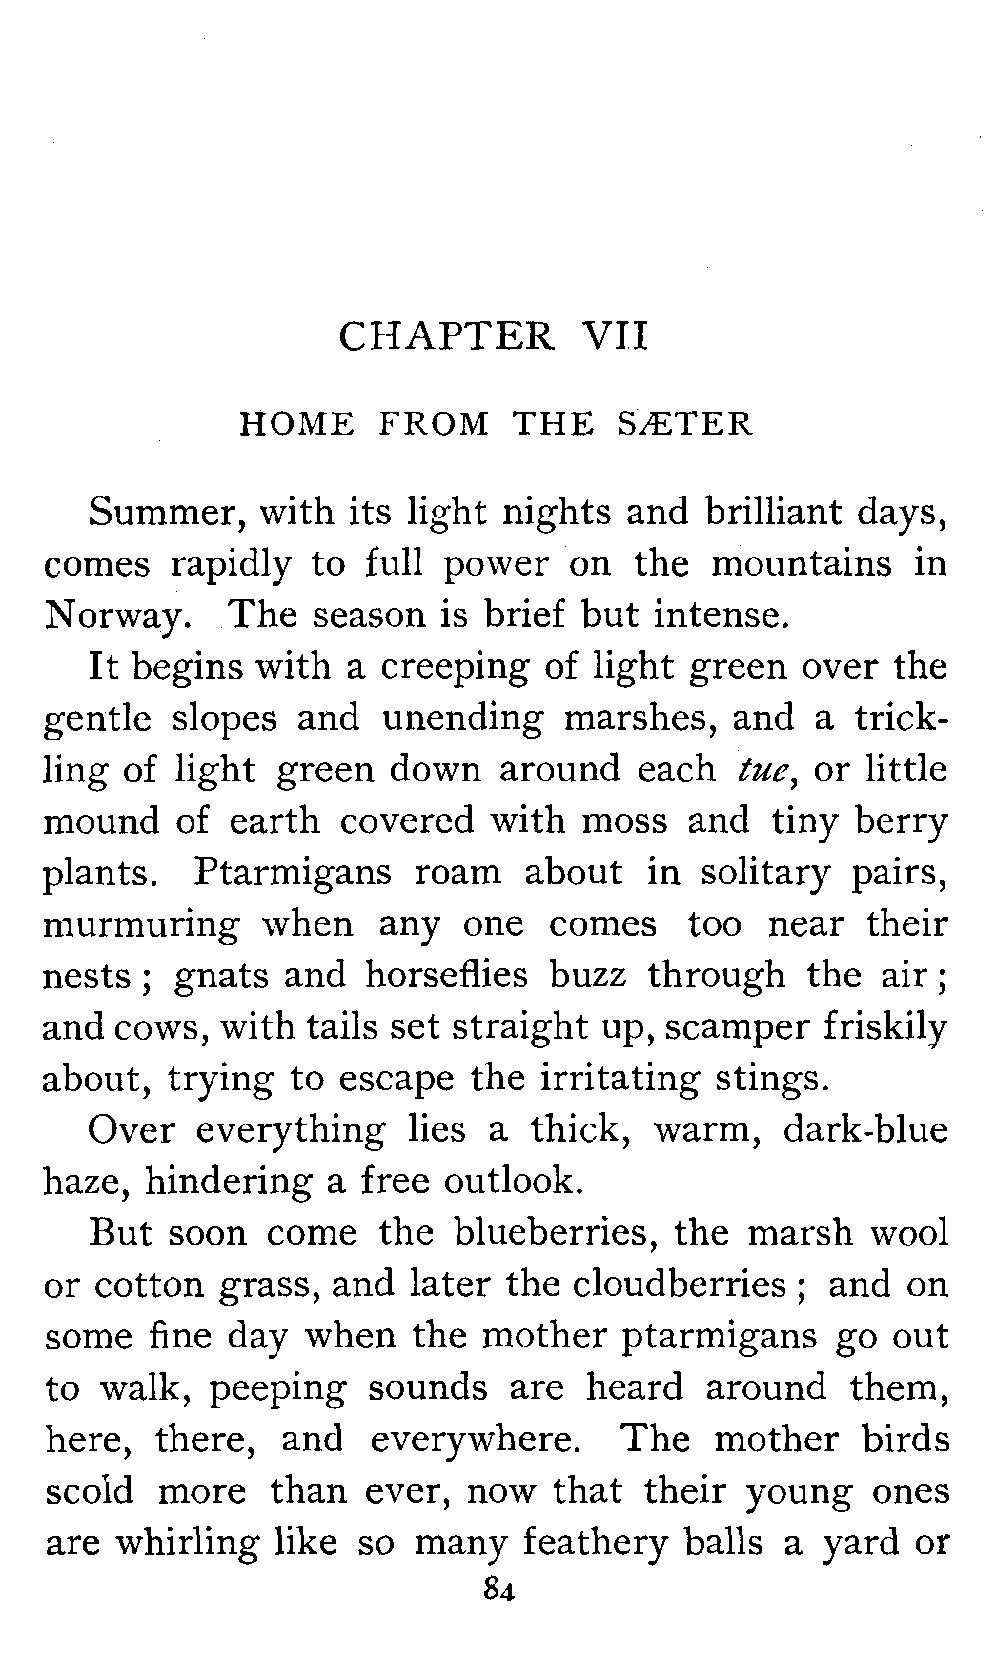 CHAPTER VII
HOME FROM THE SÆTER
Summer, with its light nights and brilliant days,
comes rapidly to full power on the mountains in
Norway. The season is brief but intense.
It begins with a creeping of light green over the
gentle slopes and unending marshes, and a trick-
ling of light green down around each tue, or little
mound of earth covered with moss and tiny berry
plants. Ptarmigans roam about in solitary pairs,
murmuring when any one comes too near their
nests ; gnats and horseflies buzz through the air ;
and cows, with tails set straight up, scamper friskily
about, trying to escape the irritating stings.
Over everything lies a thick, warm, dark-blue
haze, hindering a free outlook.
But soon come the blueberries, the marsh wool
or cotton grass, and later the cloudberries ; and on
some fine day when the mother ptarmigans go out
to walk, peeping sounds are heard around them,
here, there, and everywhere. The mother birds
scold more than ever, now that their young ones
are whirling like so many feathery balls a yard or
84